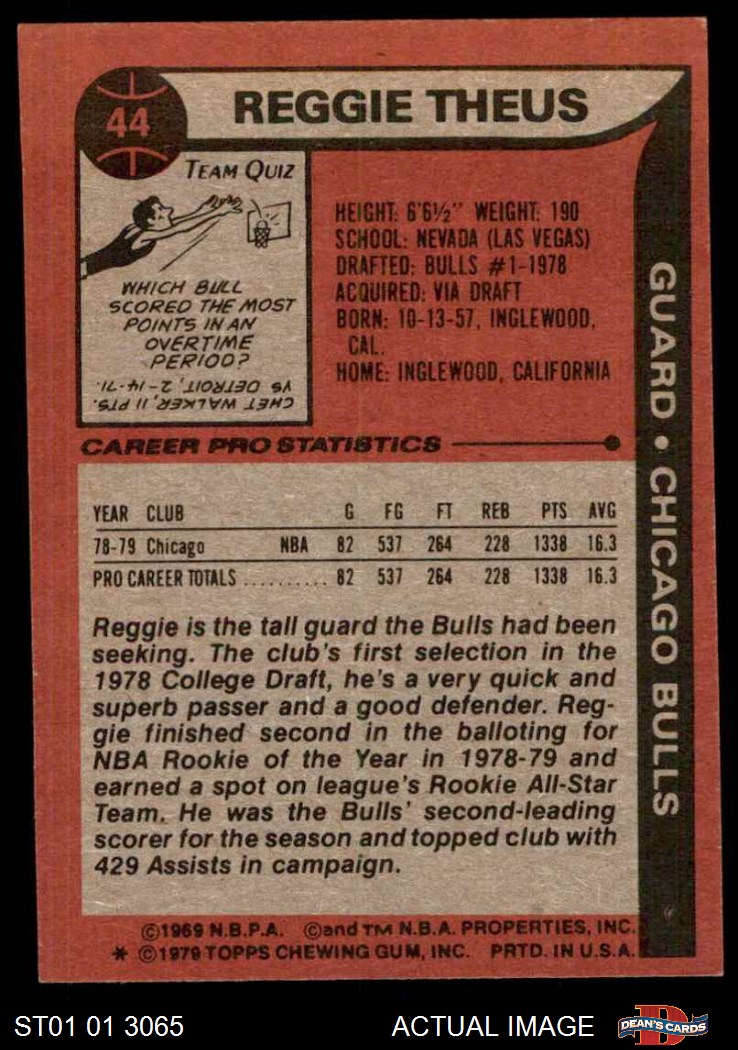 44
REGGIE THEUS
TEAM QUIZ
WHICH BULL
SCORED THE MOST
POINTS IN AN
OVERTIME
PERIOD?
CHET WALKER, 11 PTS.
VS DETROIT, 2-14-71.
HEIGHT: 6'6½" WEIGHT: 190
SCHOOL: NEVADA (LAS VEGAS)
DRAFTED: BULLS #1-1978
ACQUIRED: VIA DRAFT
BORN: 10-13-57, INGLEWOOD,
CAL.
HOME: INGLEWOOD, CALIFORNIA
GUARD • CHICAGO BULLS
CAREER PRO STATISTICS
YEAR CLUB G FG FT REB PTS AVG
78-79 Chicago NBA 82 537 264 228 1338 16.3
PRO CAREER TOTALS .......... 82 537 264 228 1338 16.3
Reggie is the tall guard the Bulls had been
seeking. The club's first selection in the
1978 College Draft, he's a very quick and
superb passer and a good defender. Reg-
gie finished second in the balloting for
NBA Rookie of the Year in 1978-79 and
earned a spot on league's Rookie All-Star
Team. He was the Bulls' second-leading
scorer for the season and topped club with
429 Assists in campaign.
©1969 N.B.P.A. ©and TM N.B.A. PROPERTIES, INC.
* ©1979 TOPPS CHEWING GUM, INC. PRTD. IN U.S.A.
ST01 01 3065 ACTUAL IMAGE DEAN'S CARDS